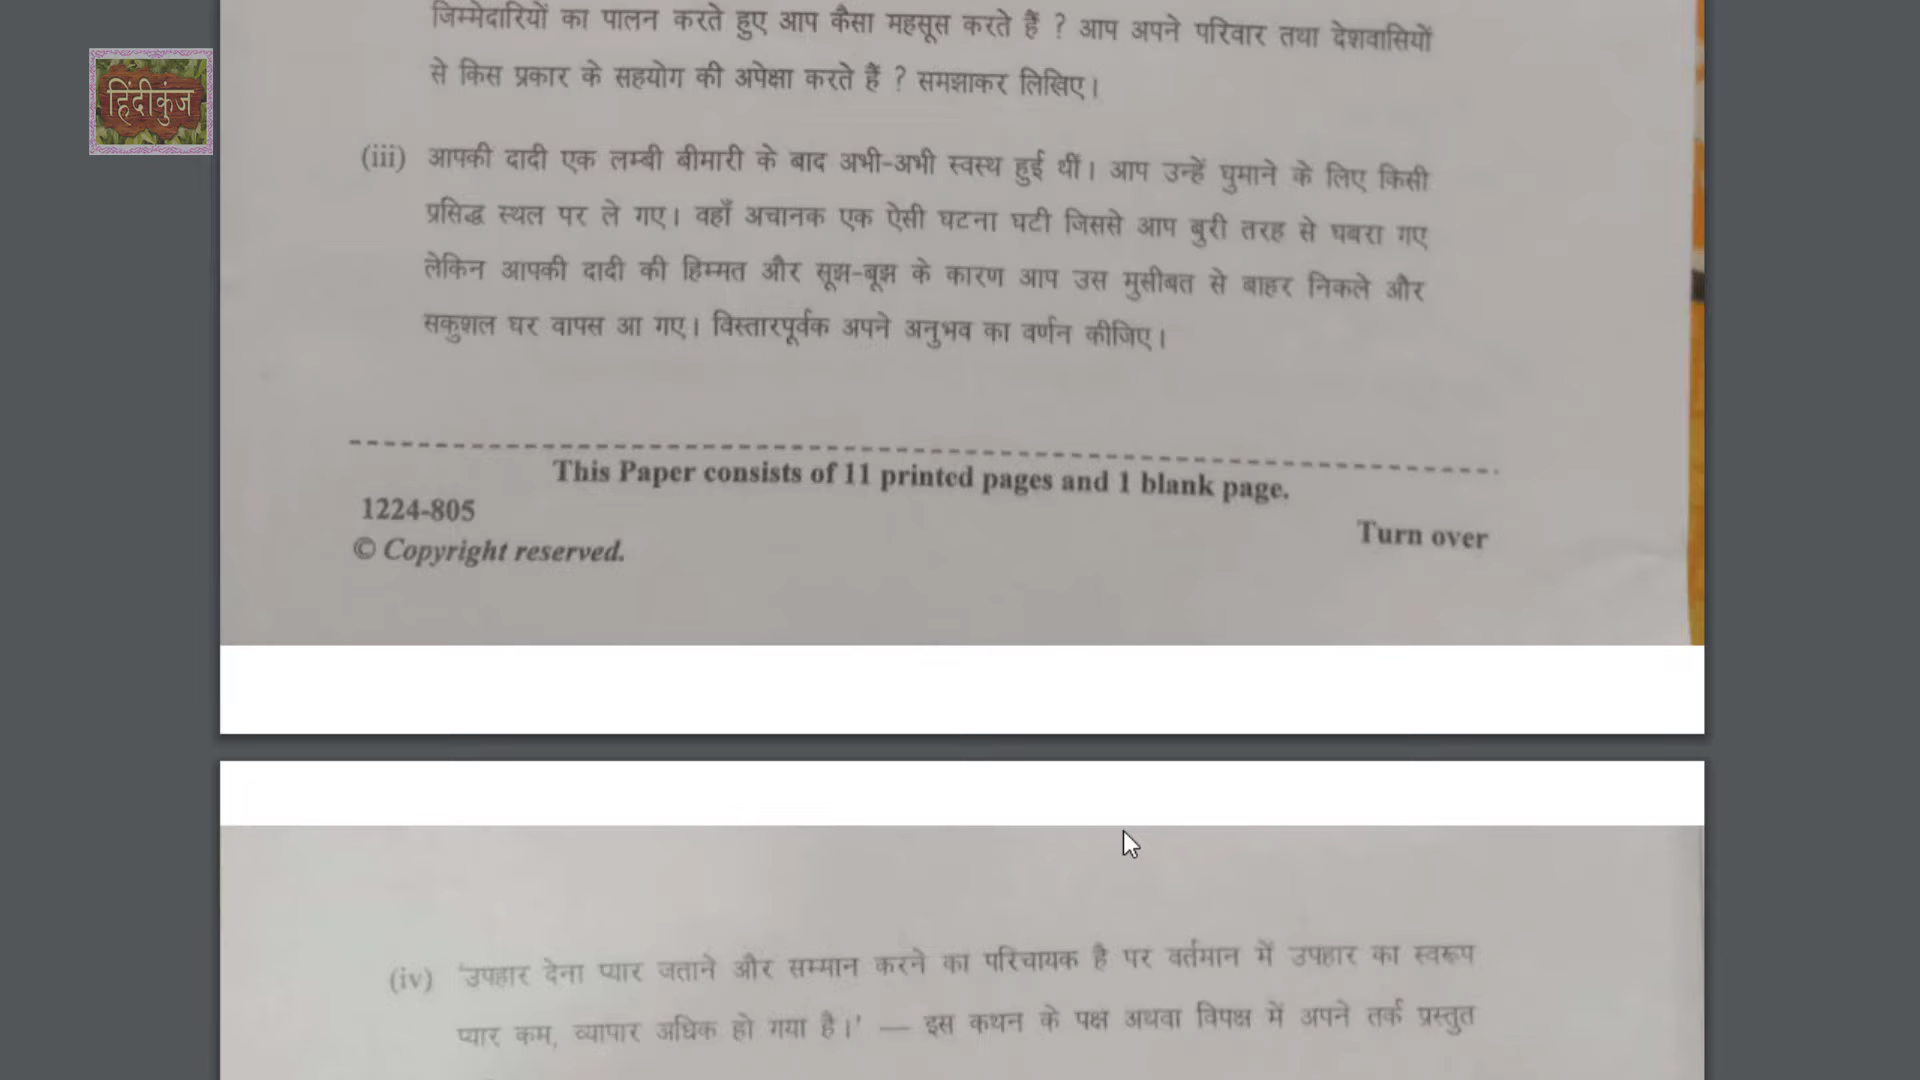 हिंदीकुंज
जिम्मेदारियों का पालन करते हुए आप कैसा महसूस करते हैं ? आप अपने परिवार तथा देशवासियों
से किस प्रकार के सहयोग की अपेक्षा करते हैं ? समझाकर लिखिए।
(iii) आपकी दादी एक लम्बी बीमारी के बाद अभी-अभी स्वस्थ हुई थीं। आप उन्हें घुमाने के लिए किसी
प्रसिद्ध स्थल पर ले गए। वहाँ अचानक एक ऐसी घटना घटी जिससे आप बुरी तरह से घबरा गए
लेकिन आपकी दादी की हिम्मत और सूझ-बूझ के कारण आप उस मुसीबत से बाहर निकले और
सकुशल घर वापस आ गए। विस्तारपूर्वक अपने अनुभव का वर्णन कीजिए।
This Paper consists of 11 printed pages and 1 blank page.
1224-805
Turn over
© Copyright reserved.
(iv) 'उपहार देना प्यार जताने और सम्मान करने का परिचायक है पर वर्तमान में उपहार का स्वरूप
प्यार कम, व्यापार अधिक हो गया है।' — इस कथन के पक्ष अथवा विपक्ष में अपने तर्क प्रस्तुत